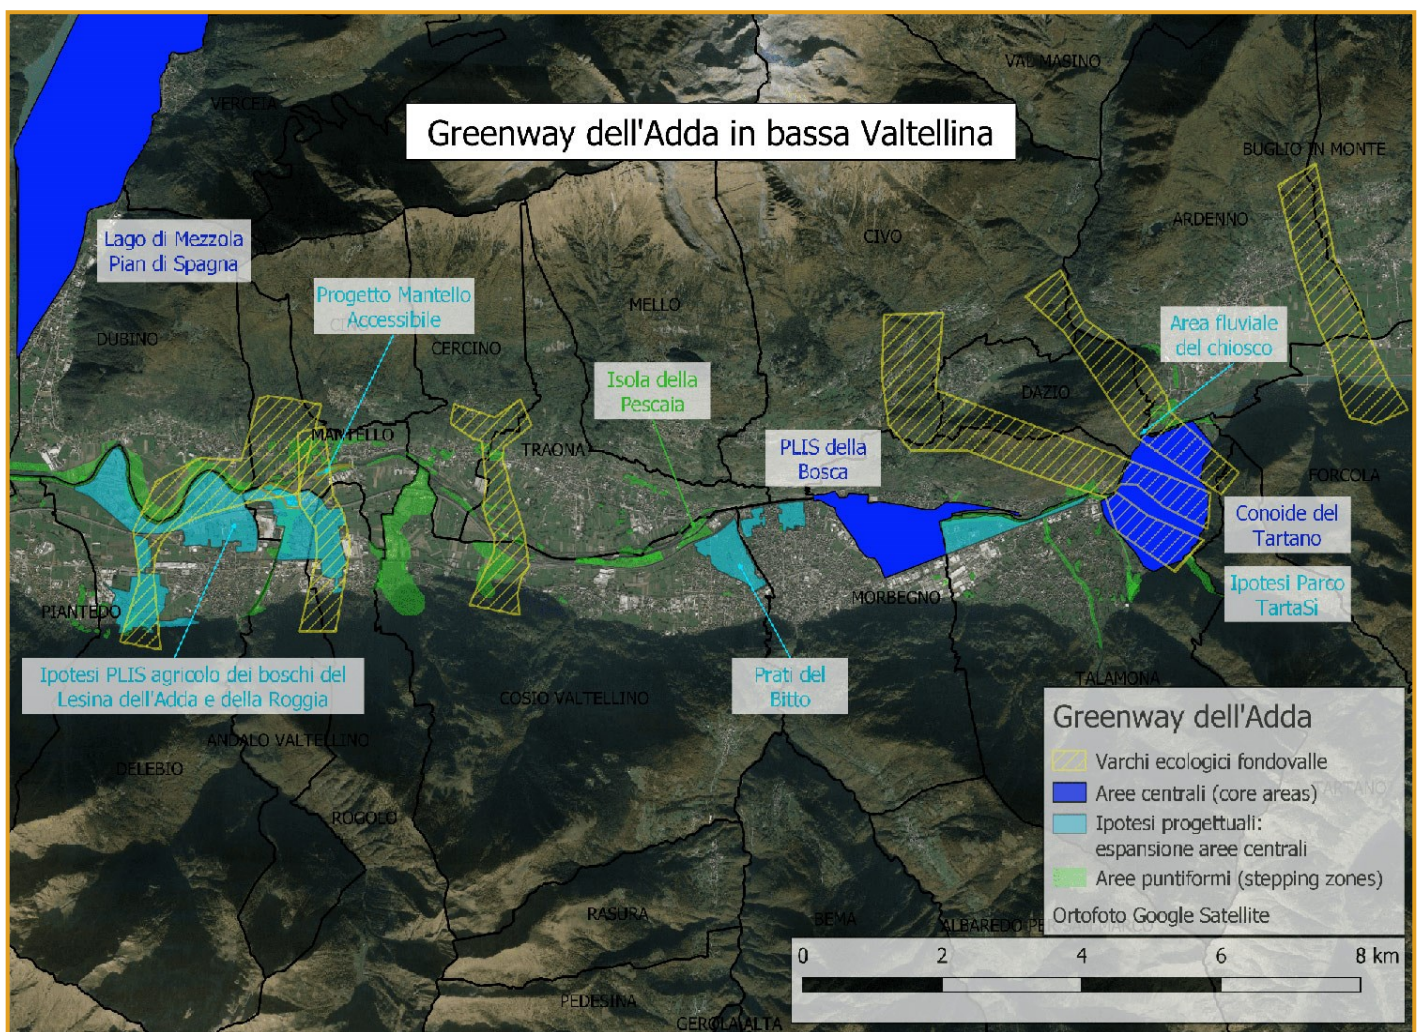 VERCEIA
VAL MASINO
Greenway dell'Adda in bassa Valtellina
BUGLIO IN MONTE
ARDENNO
CIVO
Lago di Mezzola
Pian di Spagna
Progetto Mantello
Accessibile
MELLO
DUBINO
CERCINO
Area fluviale
del chiosco
Isola della
Pescaia
DAZIO
MANTELLO
TRAONA
PLIS della
Bosca
FORCOLA
Conoide del
Tartano
Ipotesi Parco
TartaSì
PIANTEDO
MORBEGNO
Ipotesi PLIS agricolo dei boschi del
Lesina dell'Adda e della Roggia
COSIO VALTELLINO
Prati del
Bitto
TALAMONA
ANDALO VALTELLINO
DELEBIO
ROGOLO
Greenway dell'Adda
Varchi ecologici fondovalle
Aree centrali (core areas)
TARTANO
Ipotesi progettuali:
espansione aree centrali
Aree puntiformi (stepping zones)
Ortofoto Google Satellite
RASURA
BEMA
0 2 4 6 8 km
PEDESINA
GEROLA ALTA